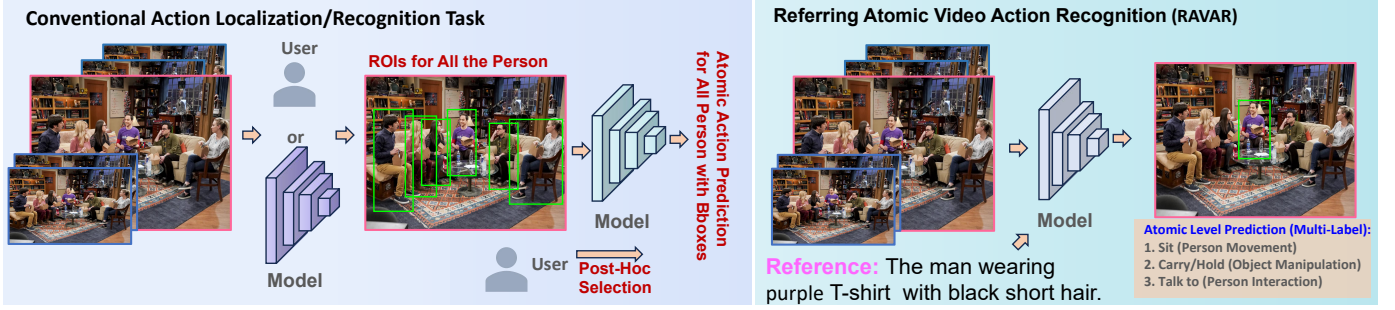 Conventional Action Localization/Recognition Task
User
or
Model
ROIs for All the Person
Model
User
Post-Hoc
Selection
Atomic Action Prediction
for All Person with Bboxes
Referring Atomic Video Action Recognition (RAVAR)
Model
Reference: The man wearing
purple T-shirt with black short hair.
Atomic Level Prediction (Multi-Label):
1. Sit (Person Movement)
2. Carry/Hold (Object Manipulation)
3. Talk to (Person Interaction)